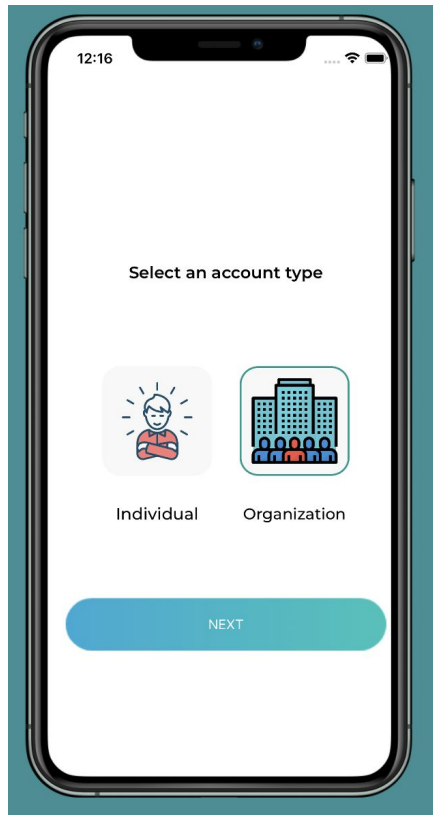 12:16
Select an account type
Individual
Organization
NEXT